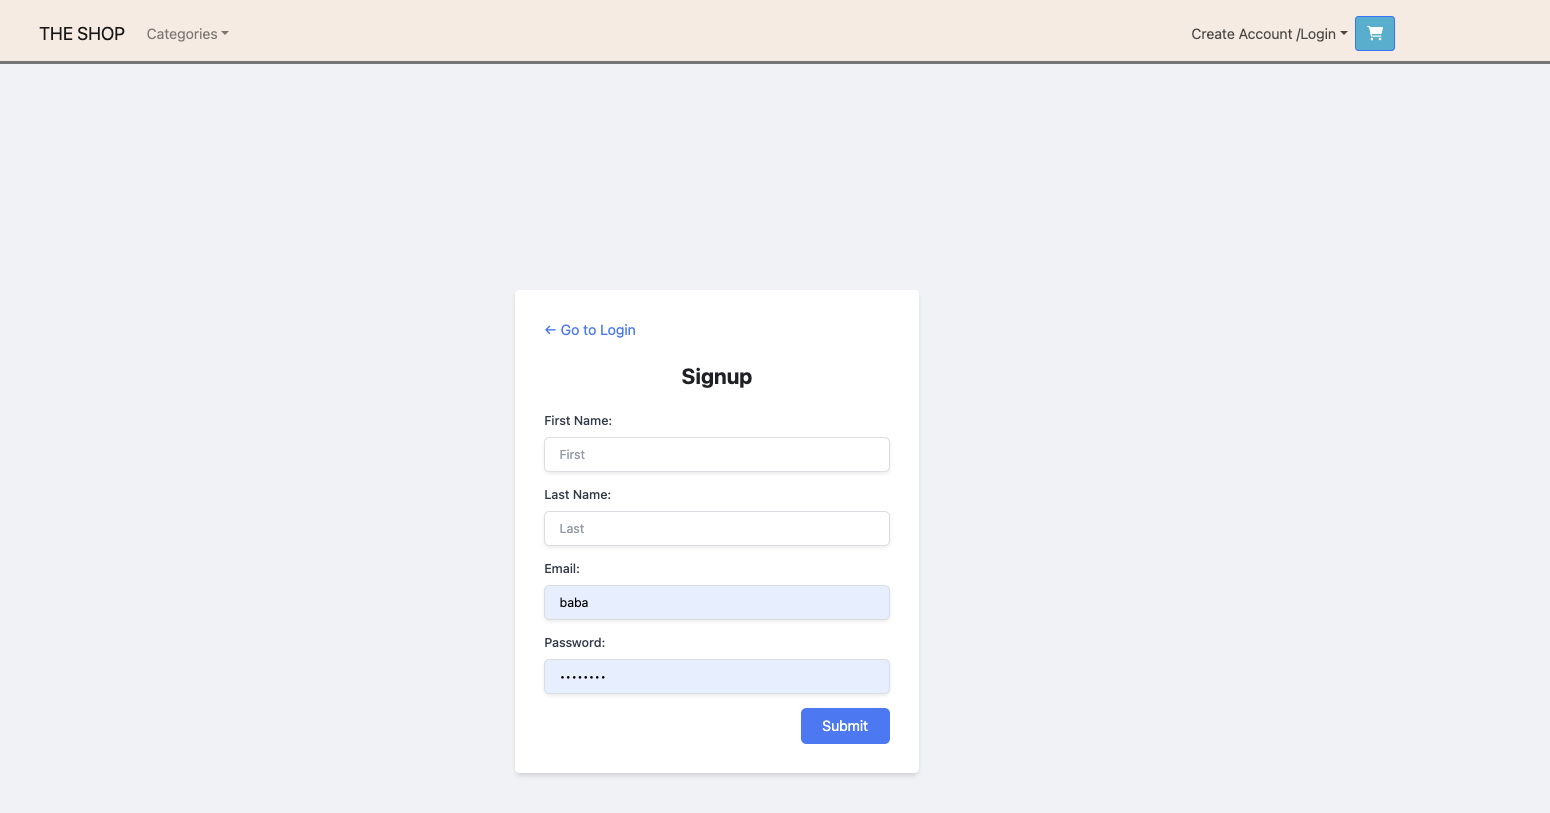 THE SHOP Categories Create Account /Login
← Go to Login
Signup
First Name:
First
Last Name:
Last
Email:
baba
Password:
••••••••
Submit